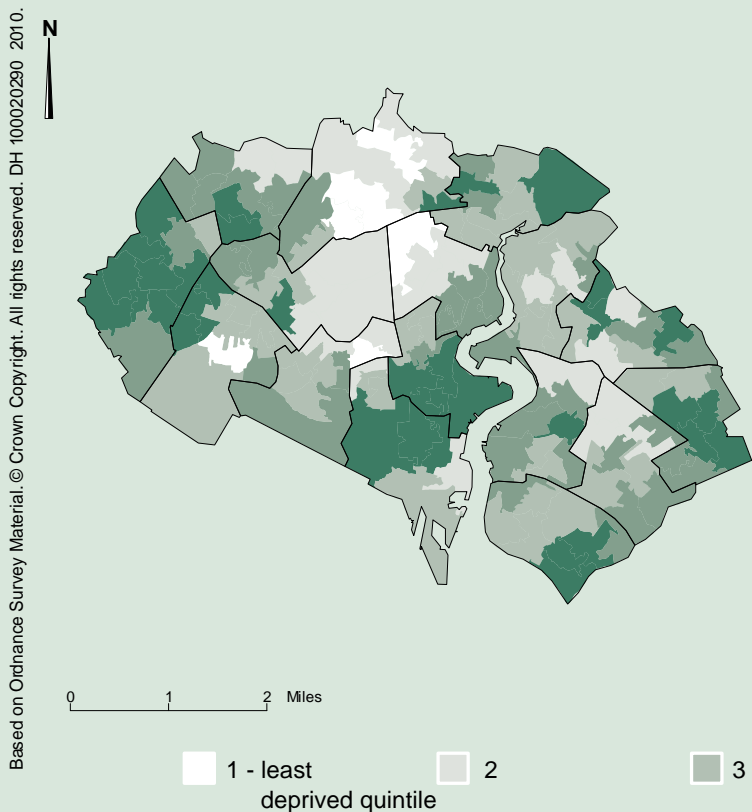 Based on Ordnance Survey Material. © Crown Copyright. All rights reserved. DH 100020290 2010.
N
0 1 2 Miles
1 - least
deprived quintile
2
3